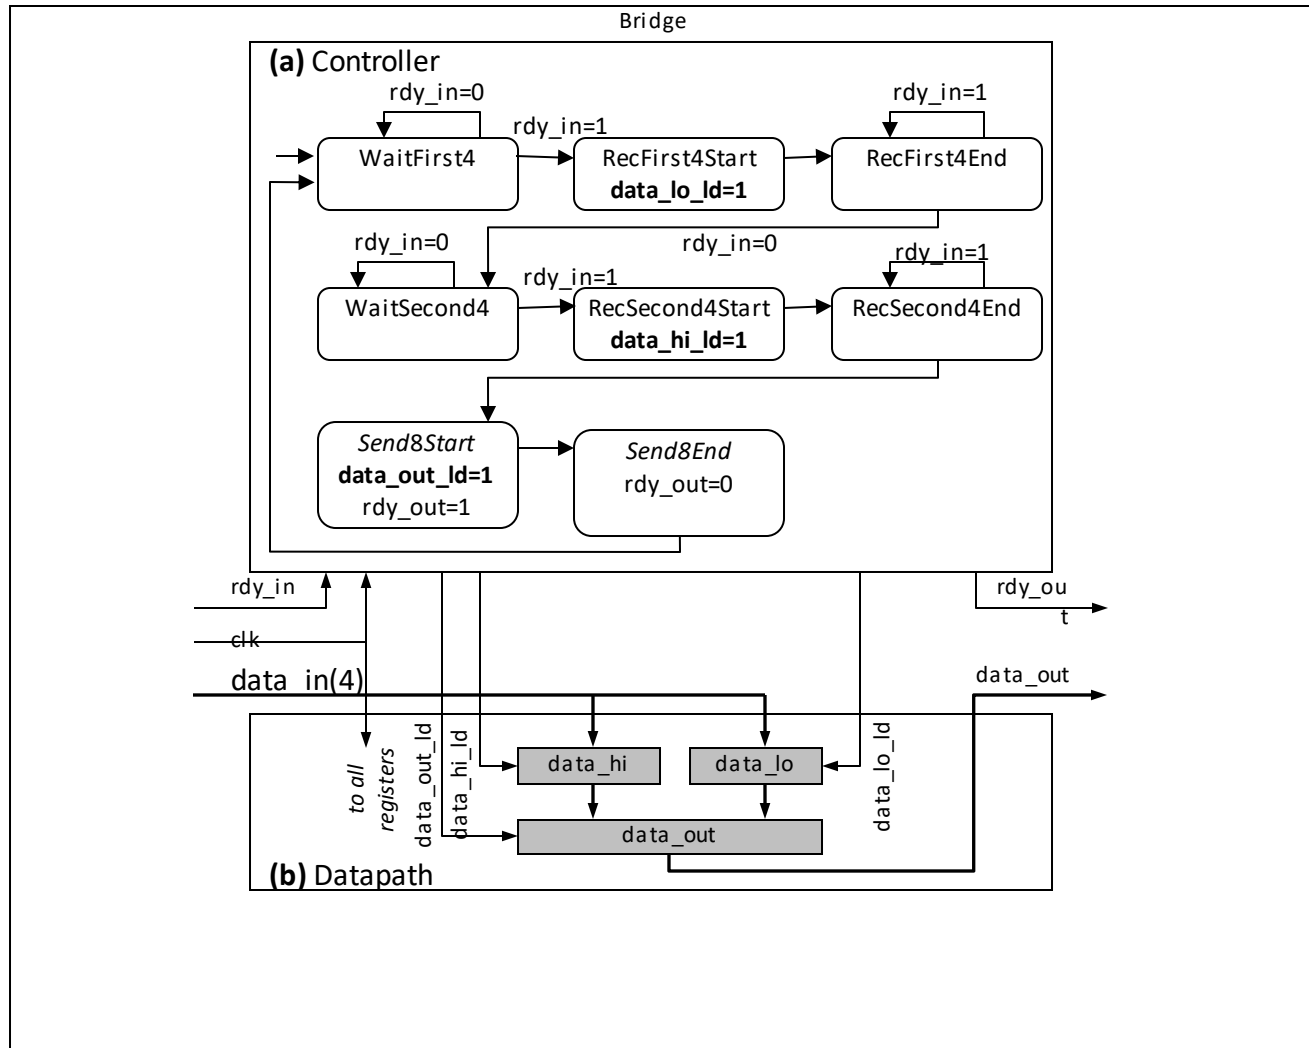 Bridge
(a) Controller
rdy_in=0
rdy_in=1
rdy_in=1
WaitFirst4
RecFirst4Start
data_lo_ld=1
RecFirst4End
rdy_in=0
rdy_in=0
rdy_in=1
rdy_in=1
WaitSecond4
RecSecond4Start
data_hi_ld=1
RecSecond4End
Send8Start
data_out_ld=1
rdy_out=1
Send8End
rdy_out=0
rdy_in
rdy_ou
t
clk
data_in(4)
data_out
to all
registers
data_out_ld
data_hi_ld
data_hi
data_lo
data_lo_ld
data_out
(b) Datapath